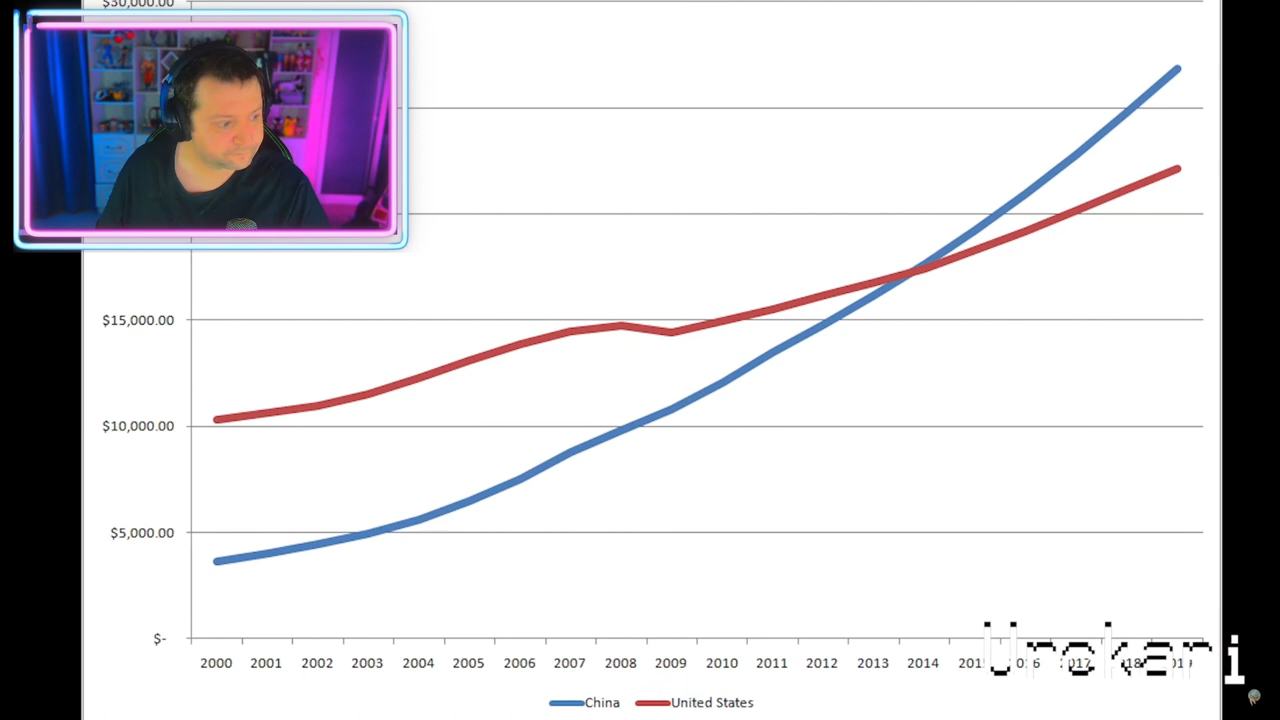 $30,000.00
$15,000.00
$10,000.00
$5,000.00
$-
2000 2001 2002 2003 2004 2005 2006 2007 2008 2009 2010 2011 2012 2013 2014
Urckari
China United States